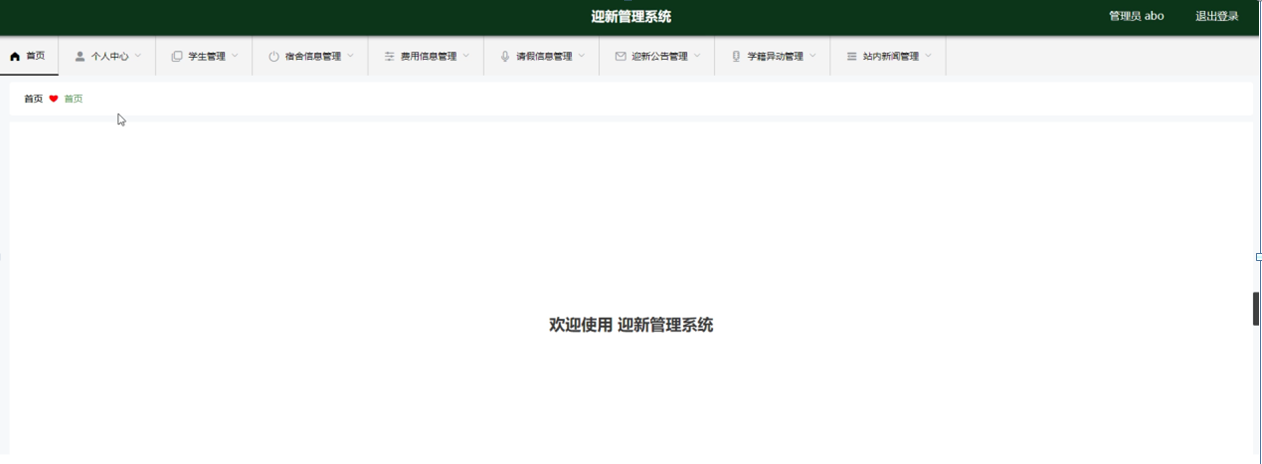 迎新管理系统 管理员 abo 退出登录
首页 个人中心 学生管理 宿舍信息管理 费用信息管理 请假信息管理 迎新公告管理 学籍异动管理 站内新闻管理
首页 首页
欢迎使用 迎新管理系统